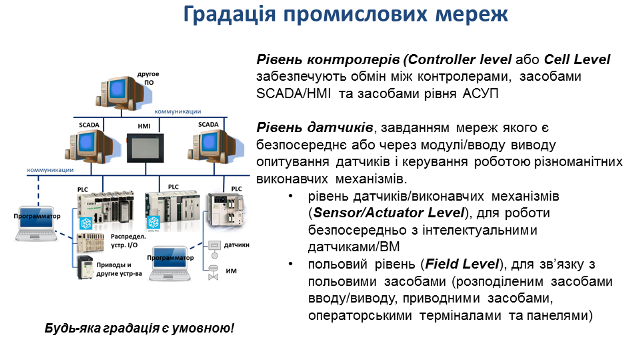 Градація промислових мереж
другое
ПО
коммуникации
SCADA
HMI
SCADA
коммуникации
PLC
PLC
PLC
Программатор
Распредел.
устр. I/O
Приводы и
другие устр-ва
Программатор
датчики
ИМ
Будь-яка градація є умовною!
Рівень контролерів (Controller level або Cell Level
забезпечують обмін між контролерами, засобами
SCADA/HMI та засобами рівня АСУП
Рівень датчиків, завданням мереж якого є
безпосереднє або через модулі/вводу виводу
опитування датчиків і керування роботою різноманітних
виконавчих механізмів.
• рівень датчиків/виконавчих механізмів
(Sensor/Actuator Level), для роботи
безпосередньо з інтелектуальними
датчиками/ВМ
• польовий рівень (Field Level), для зв’язку з
польовими засобами (розподіленим засобами
вводу/виводу, приводними засобами,
операторськими терміналами та панелями)